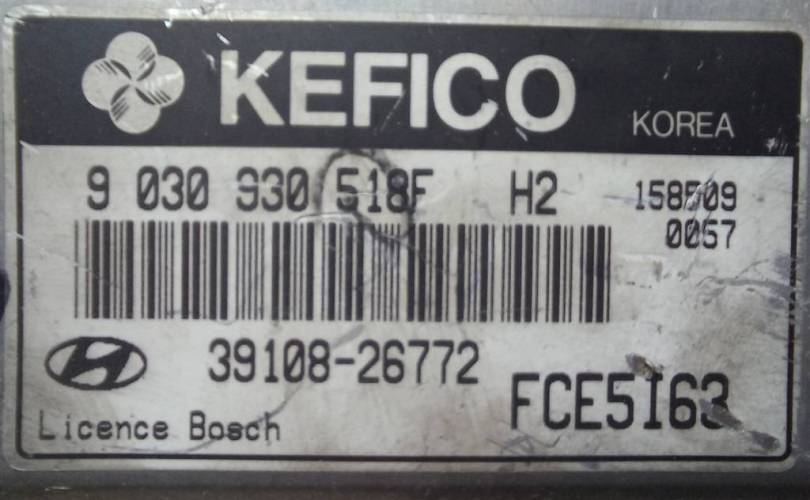 KEFICO
KOREA
9 030 930 518F H2 158509
0057
39108-26772
FCE5I63
Licence Bosch